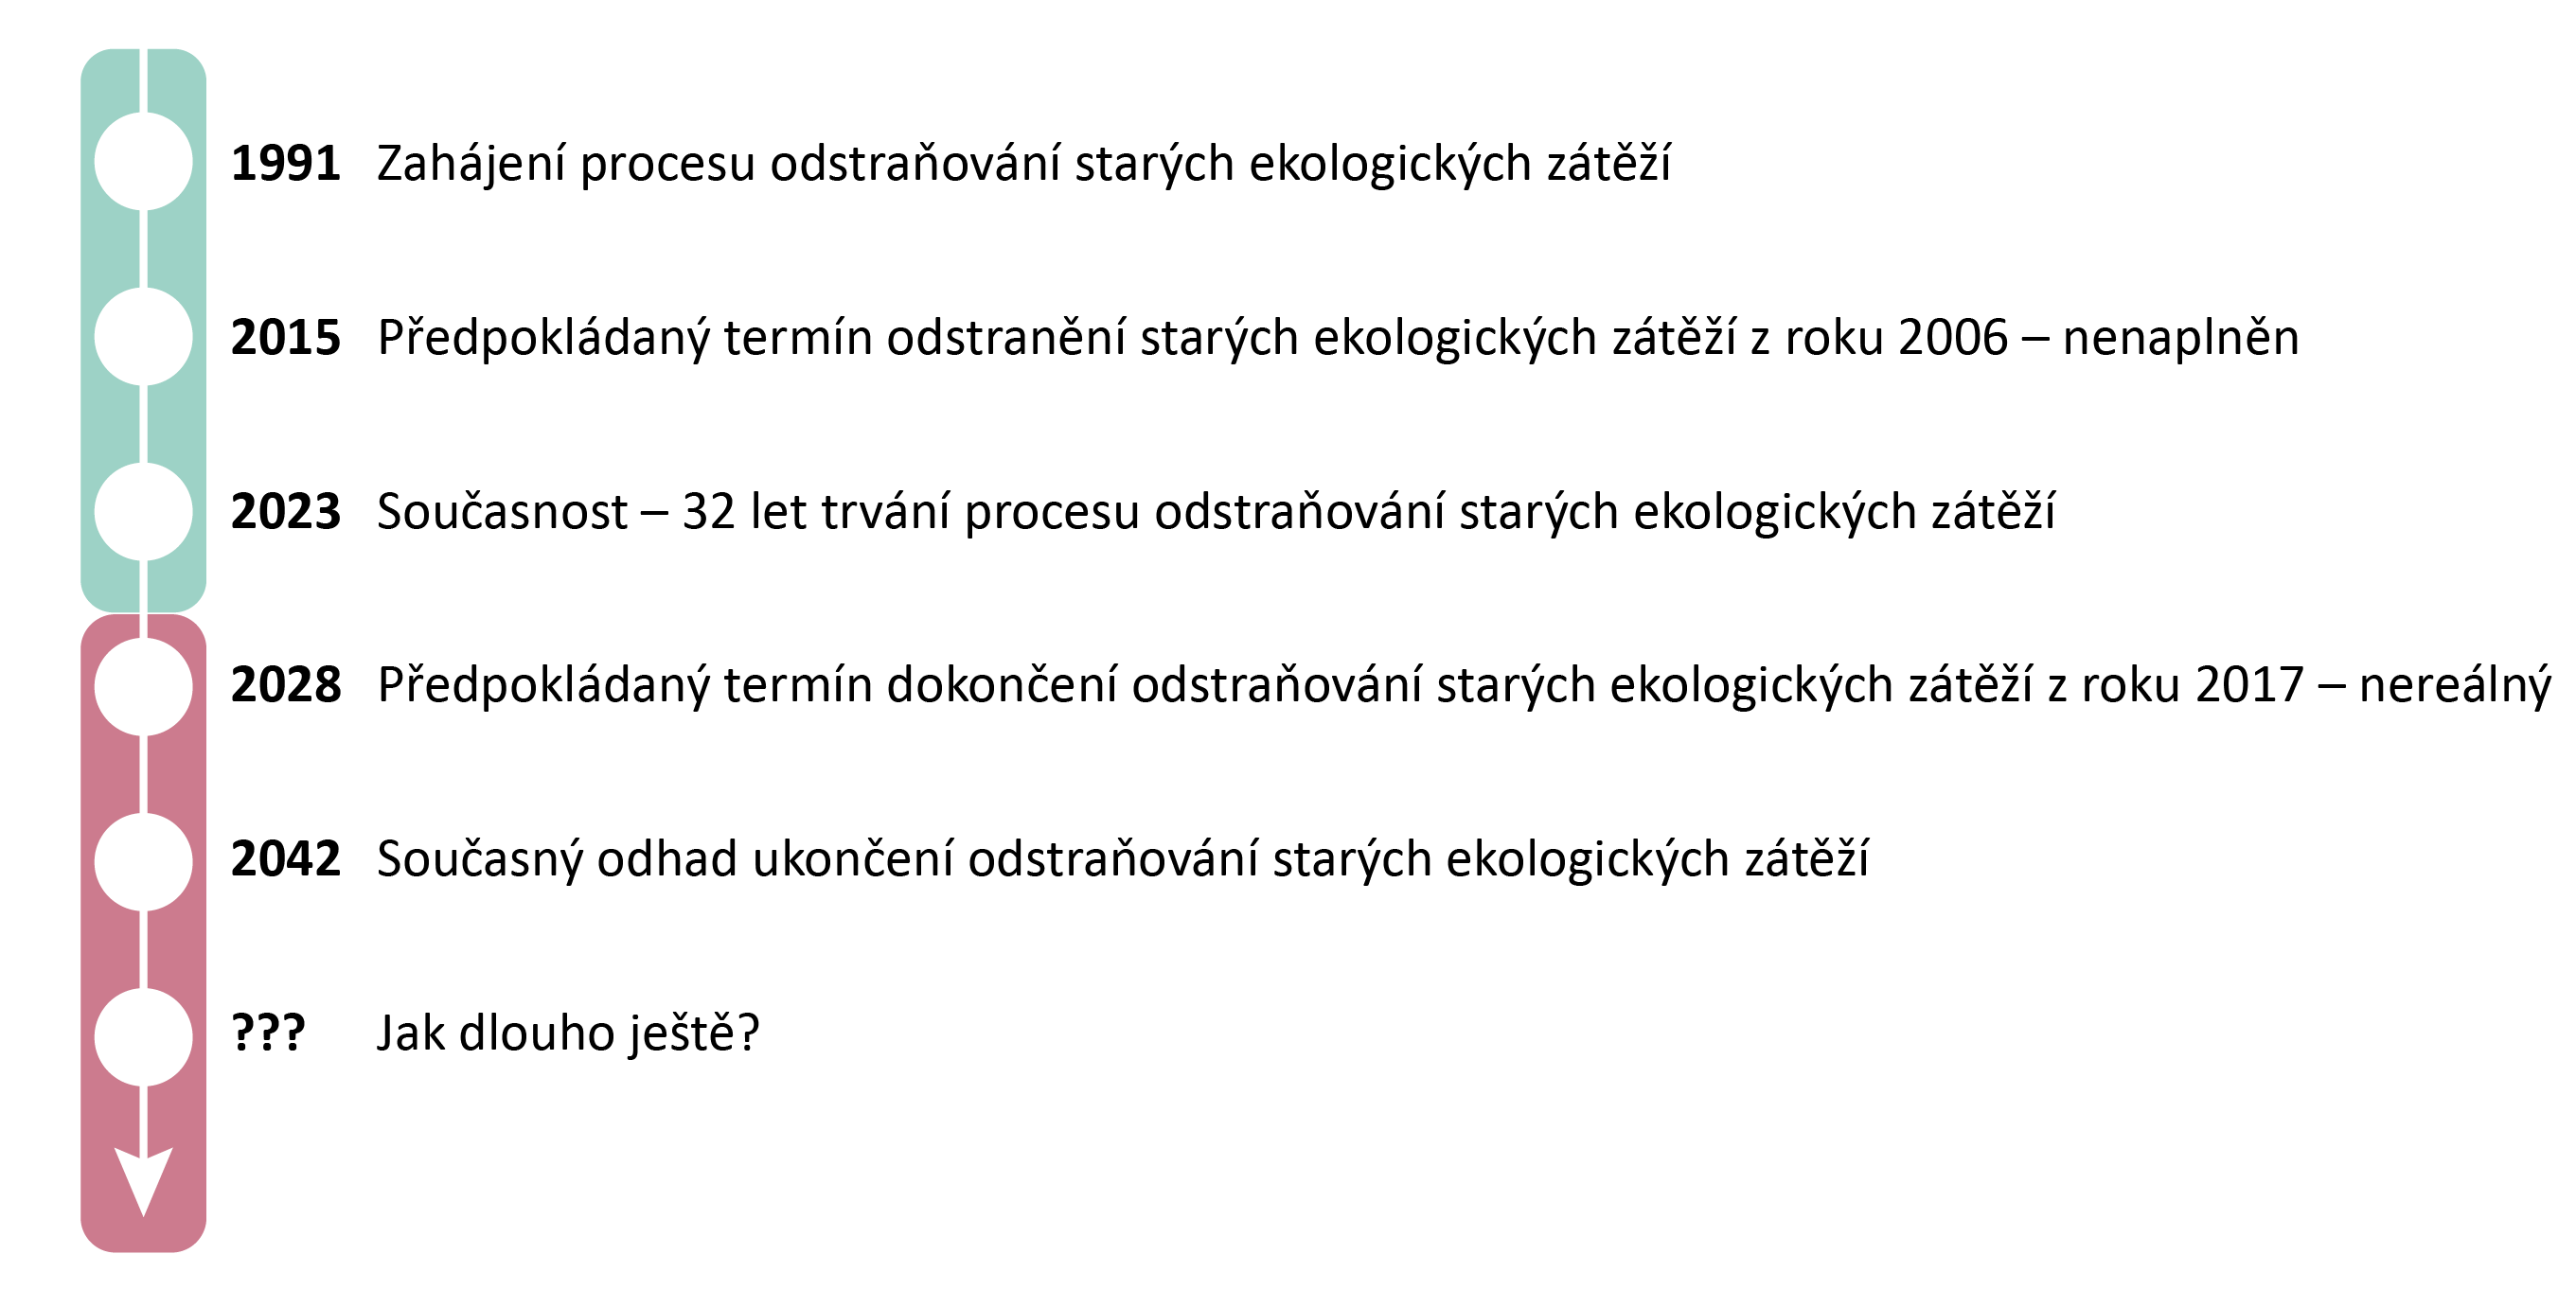 1991 Zahájení procesu odstraňování starých ekologických zátěží
2015 Předpokládaný termín odstranění starých ekologických zátěží z roku 2006 – nenaplněn
2023 Současnost – 32 let trvání procesu odstraňování starých ekologických zátěží
2028 Předpokládaný termín dokončení odstraňování starých ekologických zátěží z roku 2017 – nereálný
2042 Současný odhad ukončení odstraňování starých ekologických zátěží
??? Jak dlouho ještě?